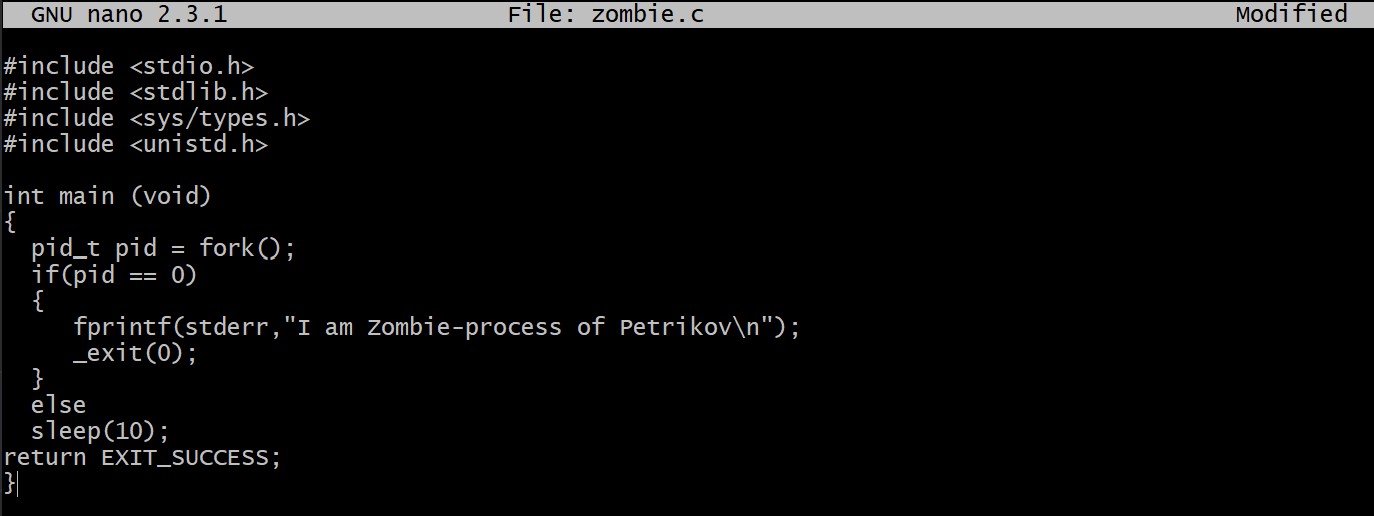 GNU nano 2.3.1 File: zombie.c Modified
#include <stdio.h>
#include <stdlib.h>
#include <sys/types.h>
#include <unistd.h>
int main (void)
{
  pid_t pid = fork();
  if(pid == 0)
  {
     fprintf(stderr,"I am Zombie-process of Petrikov\n");
     _exit(0);
  }
  else
  sleep(10);
return EXIT_SUCCESS;
}